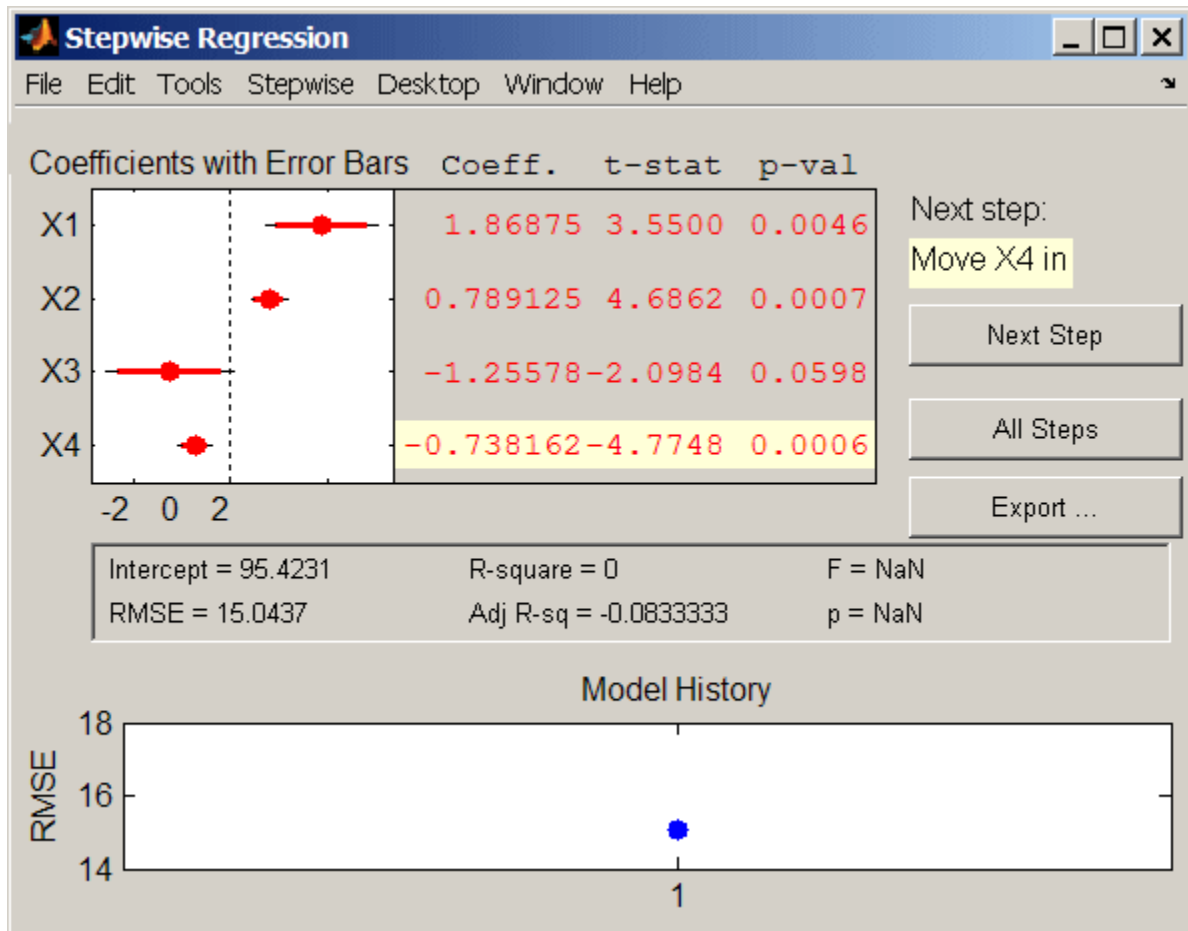 Stepwise Regression
File Edit Tools Stepwise Desktop Window Help
Coefficients with Error Bars Coeff. t-stat p-val
X1 1.86875 3.5500 0.0046
X2 0.789125 4.6862 0.0007
X3 -1.25578 -2.0984 0.0598
X4 -0.738162 -4.7748 0.0006
-2 0 2
Next step:
Move X4 in
Next Step
All Steps
Export ...
Intercept = 95.4231 R-square = 0 F = NaN
RMSE = 15.0437 Adj R-sq = -0.0833333 p = NaN
Model History
RMSE
18
16
14
1